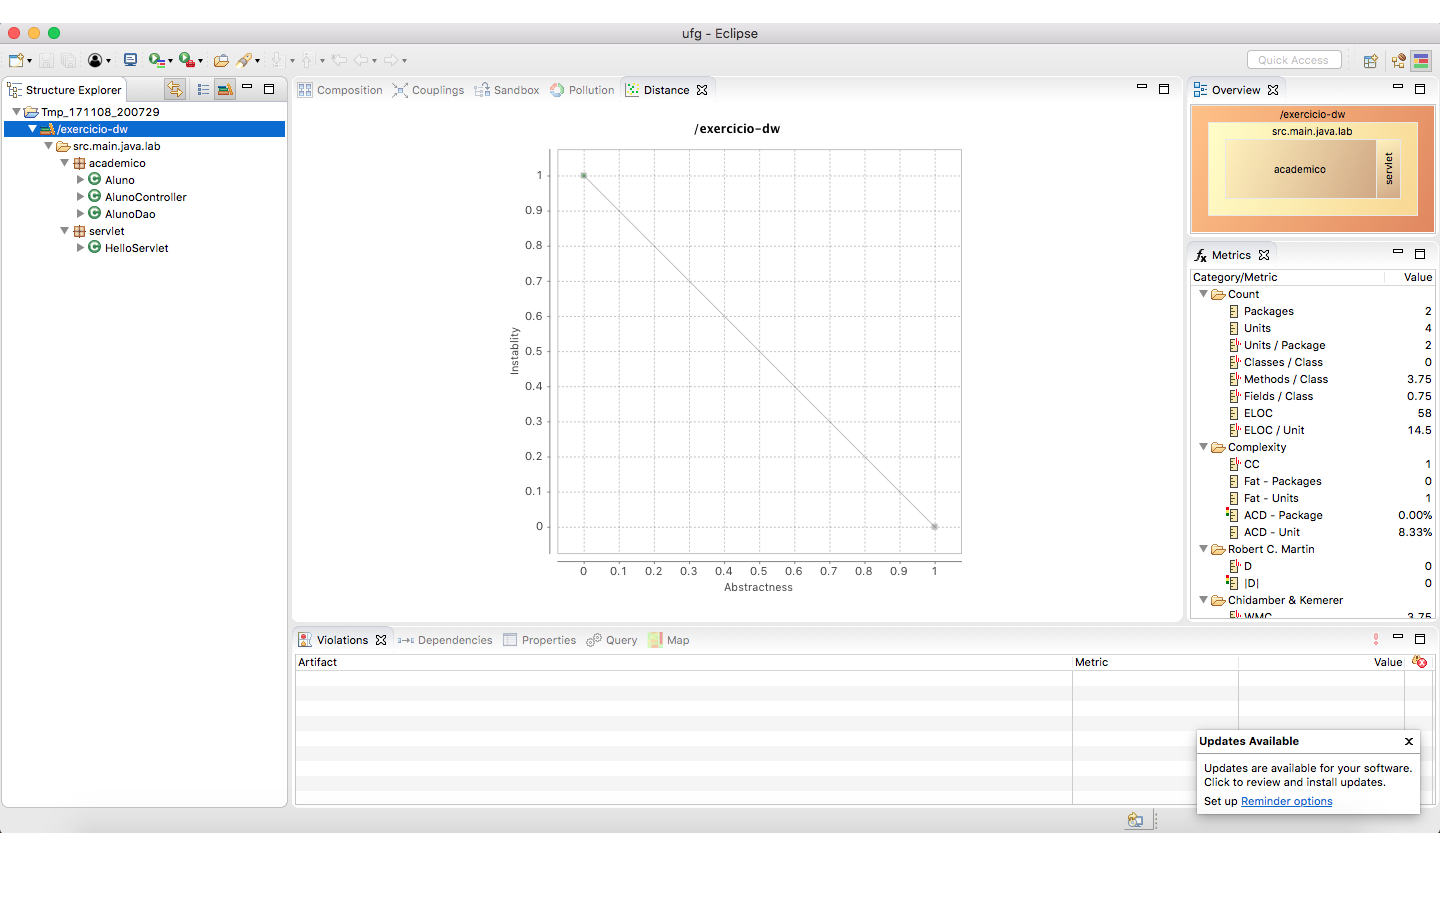 ufg - Eclipse
Quick Access
Structure Explorer
Tmp_171108_200729
/exercicio-dw
src.main.java.lab
academico
Aluno
AlunoController
AlunoDao
servlet
HelloServlet
Composition Couplings Sandbox Pollution Distance
/exercicio-dw
1
0.9
0.8
0.7
0.6
0.5
0.4
0.3
0.2
0.1
0
Instablity
0 0.1 0.2 0.3 0.4 0.5 0.6 0.7 0.8 0.9 1
Abstractness
Overview
/exercicio-dw
src.main.java.lab
academico
servlet
Metrics
Category/Metric Value
Count
Packages 2
Units 4
Units / Package 2
Classes / Class 0
Methods / Class 3.75
Fields / Class 0.75
ELOC 58
ELOC / Unit 14.5
Complexity
CC 1
Fat - Packages 0
Fat - Units 1
ACD - Package 0.00%
ACD - Unit 8.33%
Robert C. Martin
D 0
|D| 0
Chidamber & Kemerer
WMC 3.75
Violations Dependencies Properties Query Map
Artifact Metric Value
Updates Available
Updates are available for your software.
Click to review and install updates.
Set up Reminder options